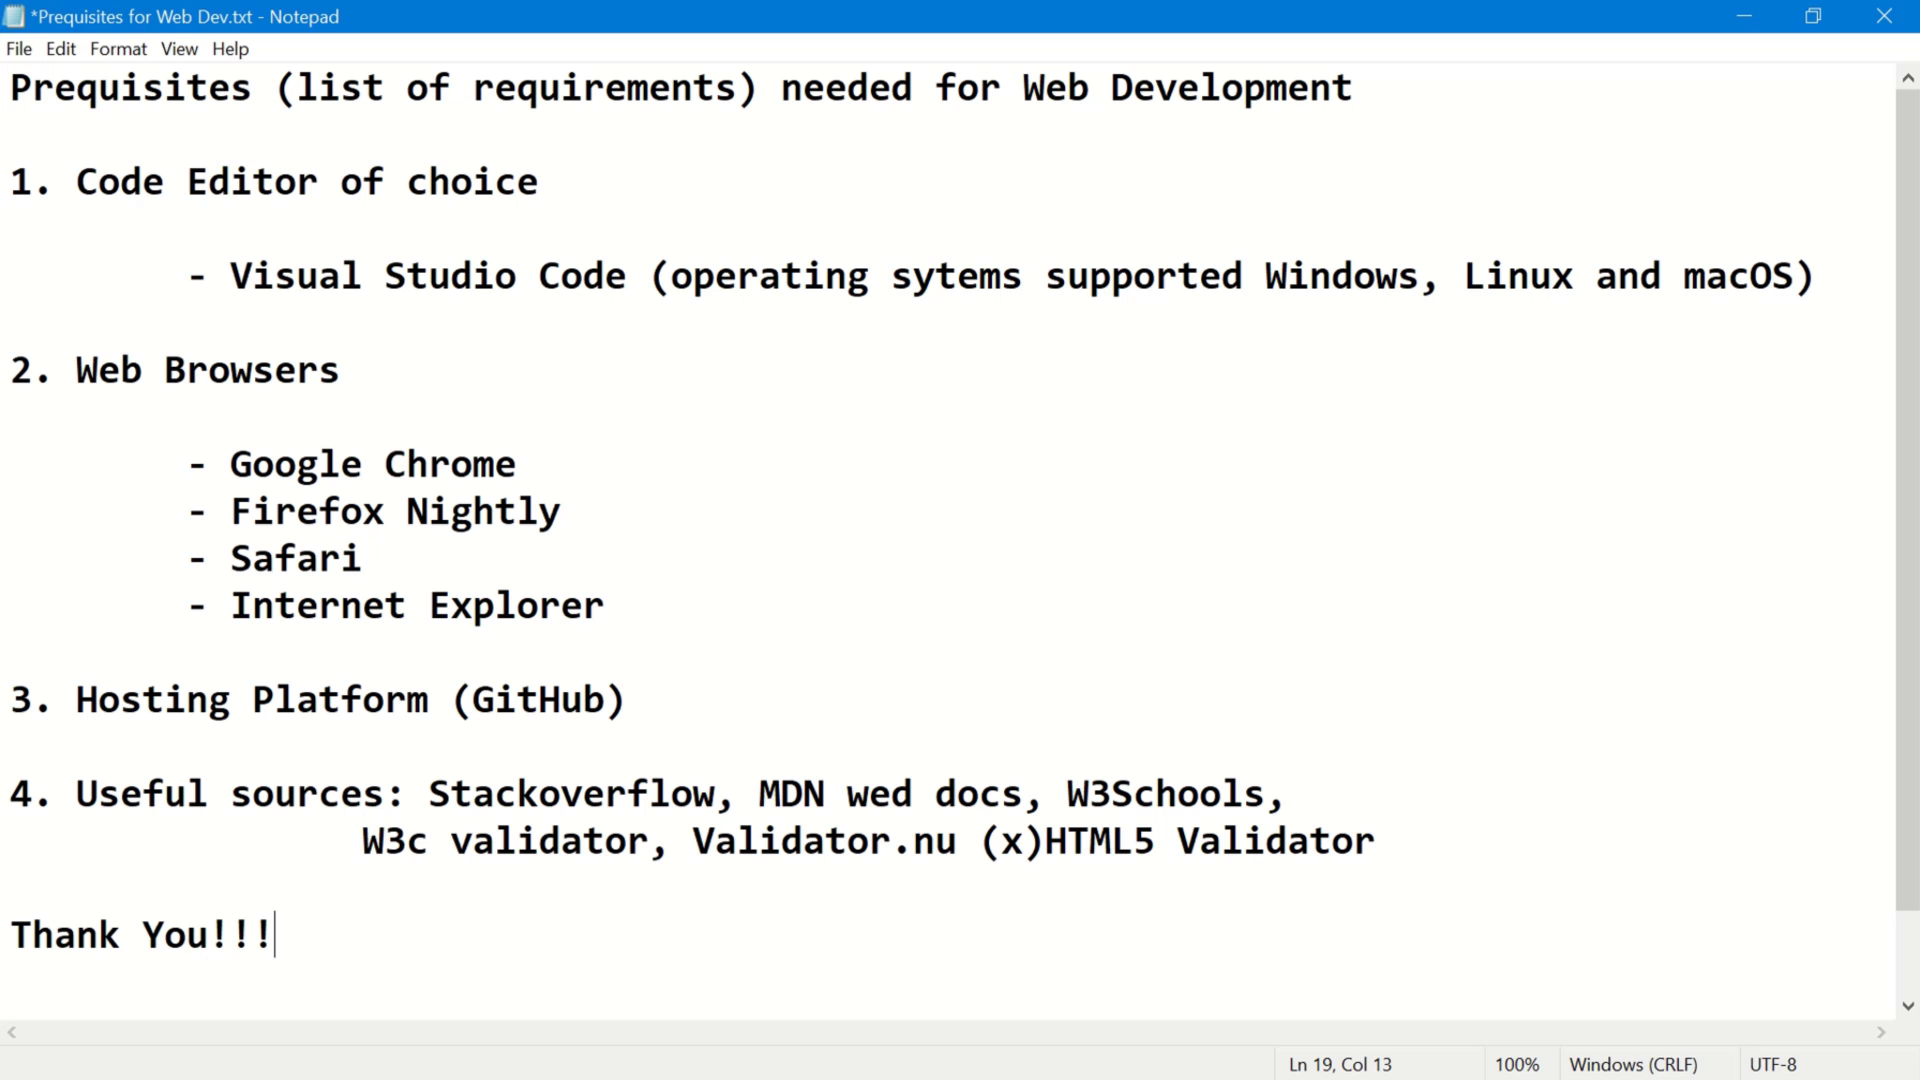 *Prequisites for Web Dev.txt - Notepad
File Edit Format View Help
Prequisites (list of requirements) needed for Web Development
1. Code Editor of choice
- Visual Studio Code (operating sytems supported Windows, Linux and macOS)
2. Web Browsers
- Google Chrome
- Firefox Nightly
- Safari
- Internet Explorer
3. Hosting Platform (GitHub)
4. Useful sources: Stackoverflow, MDN wed docs, W3Schools,
W3c validator, Validator.nu (x)HTML5 Validator
Thank You!!!
Ln 19, Col 13 100% Windows (CRLF) UTF-8